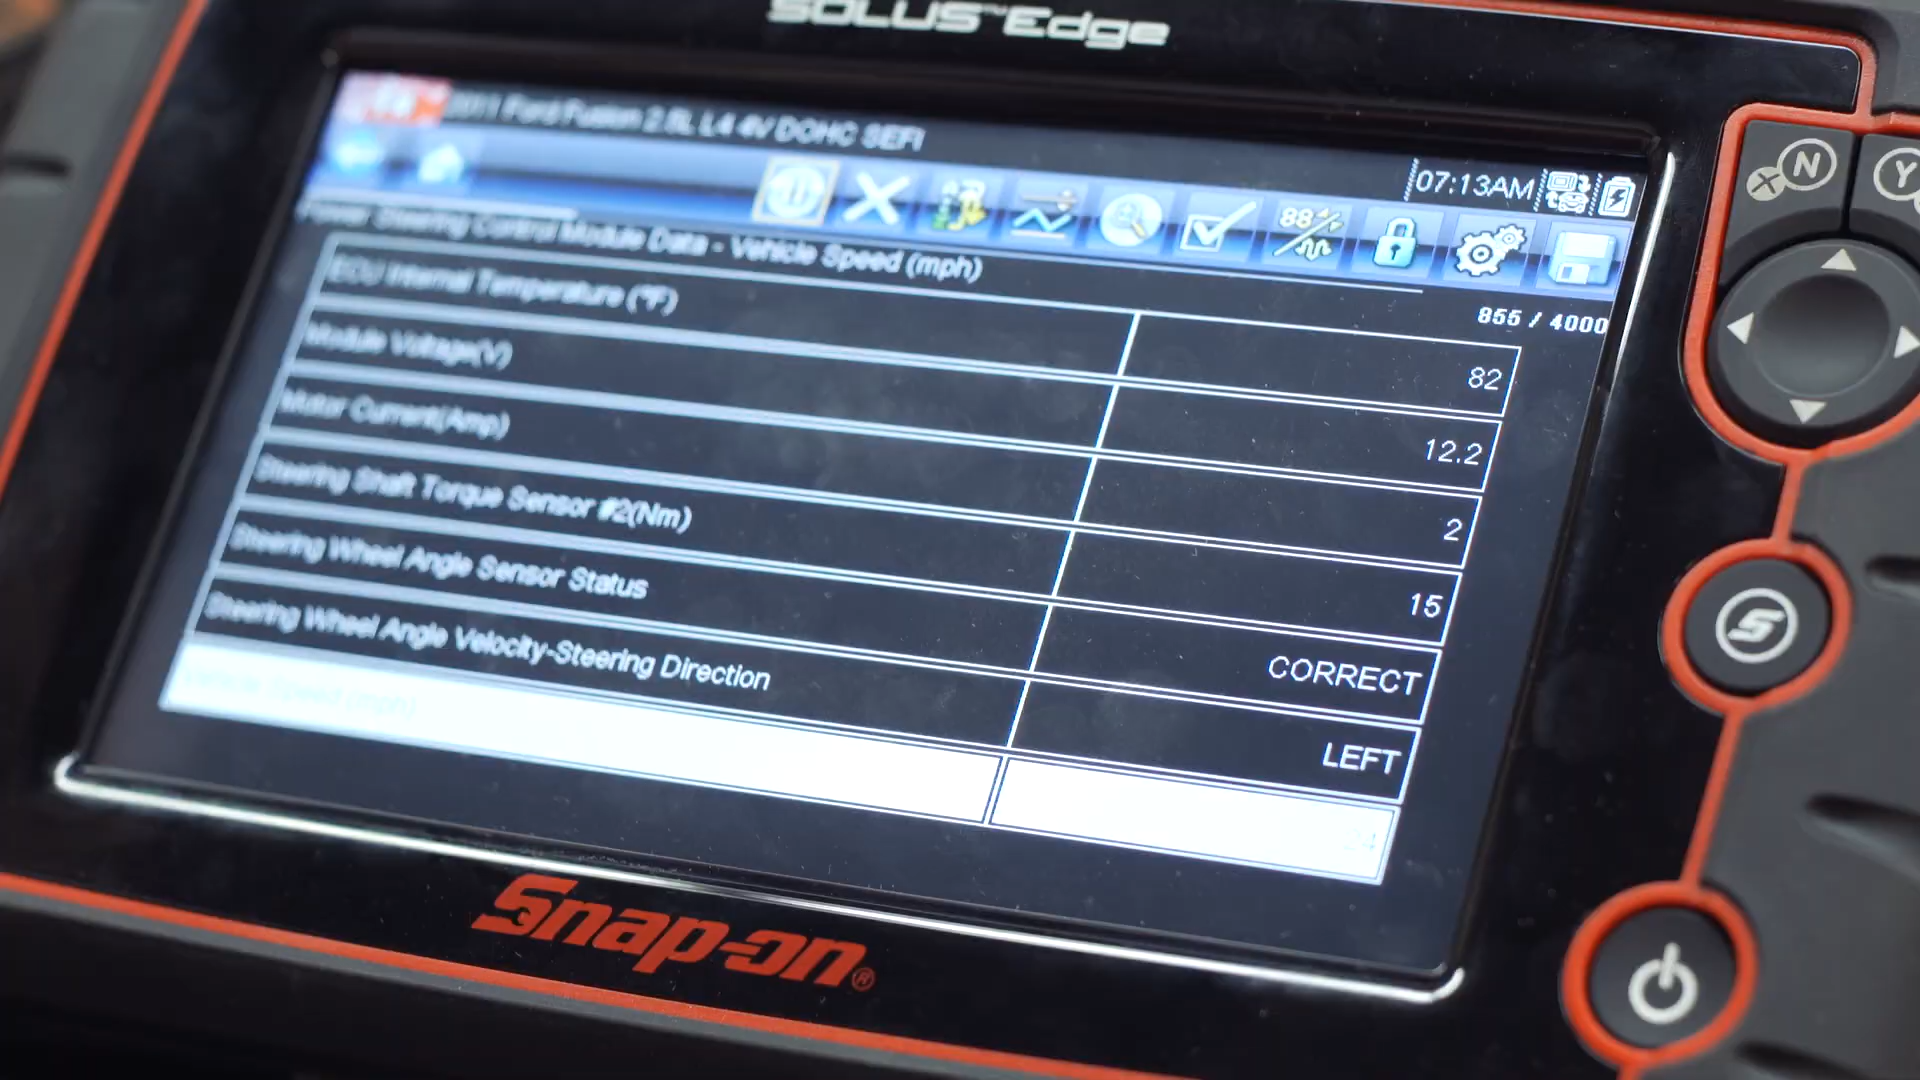 SOLUS™ Edge
2011 Ford Fusion 2.5L L4 4V DOHC SEFI
07:13AM
Power Steering Control Module Data - Vehicle Speed (mph)
855 / 4000
ECU Internal Temperature (°F) 82
Module Voltage(V) 12.2
Motor Current(Amp) 2
Steering Shaft Torque Sensor #2(Nm) 15
Steering Wheel Angle Sensor Status CORRECT
Steering Wheel Angle Velocity-Steering Direction LEFT
Vehicle Speed (mph) 24
Snap-on®
N
X
Y
S